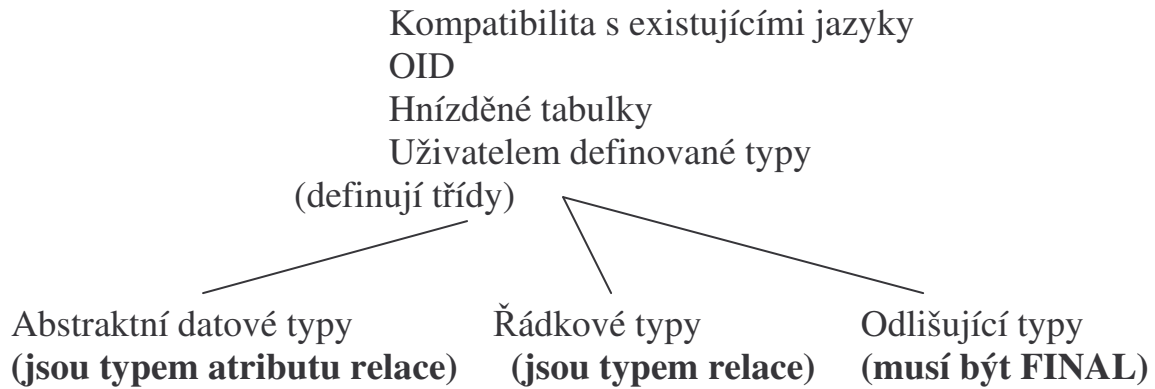 Kompatibilita s existujícími jazyky
OID
Hnízděné tabulky
Uživatelem definované typy
(definují třídy)
Abstraktní datové typy
(jsou typem atributu relace)
Řádkové typy
(jsou typem relace)
Odlišující typy
(musí být FINAL)